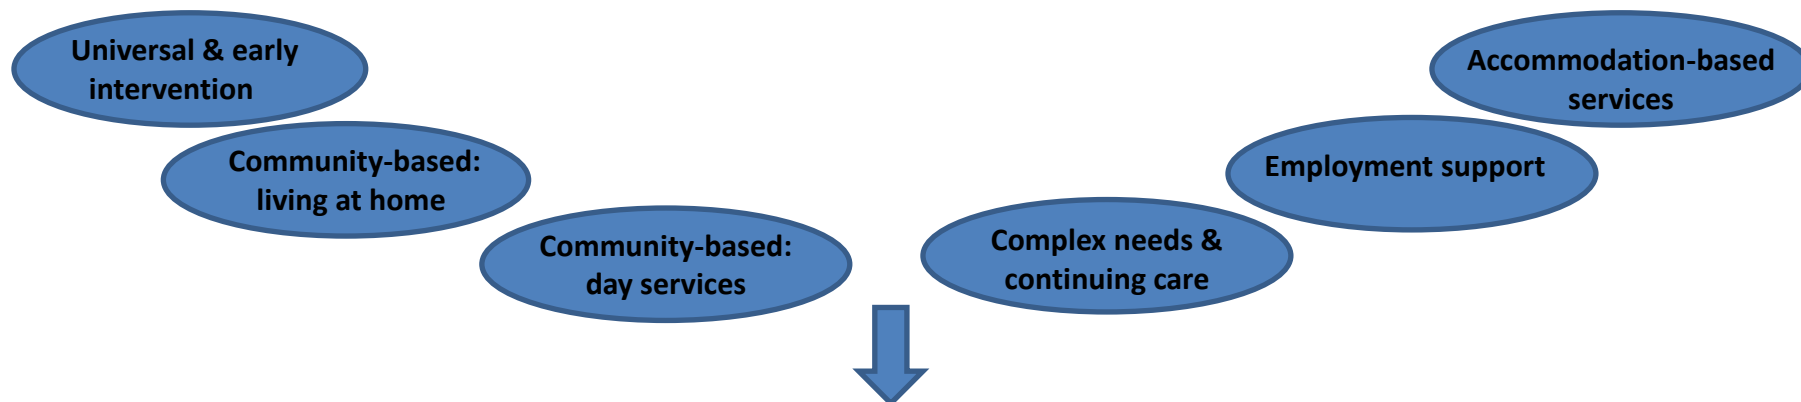 Universal & early
intervention
Community-based:
living at home
Community-based:
day services
Complex needs &
continuing care
Employment support
Accommodation-based
services